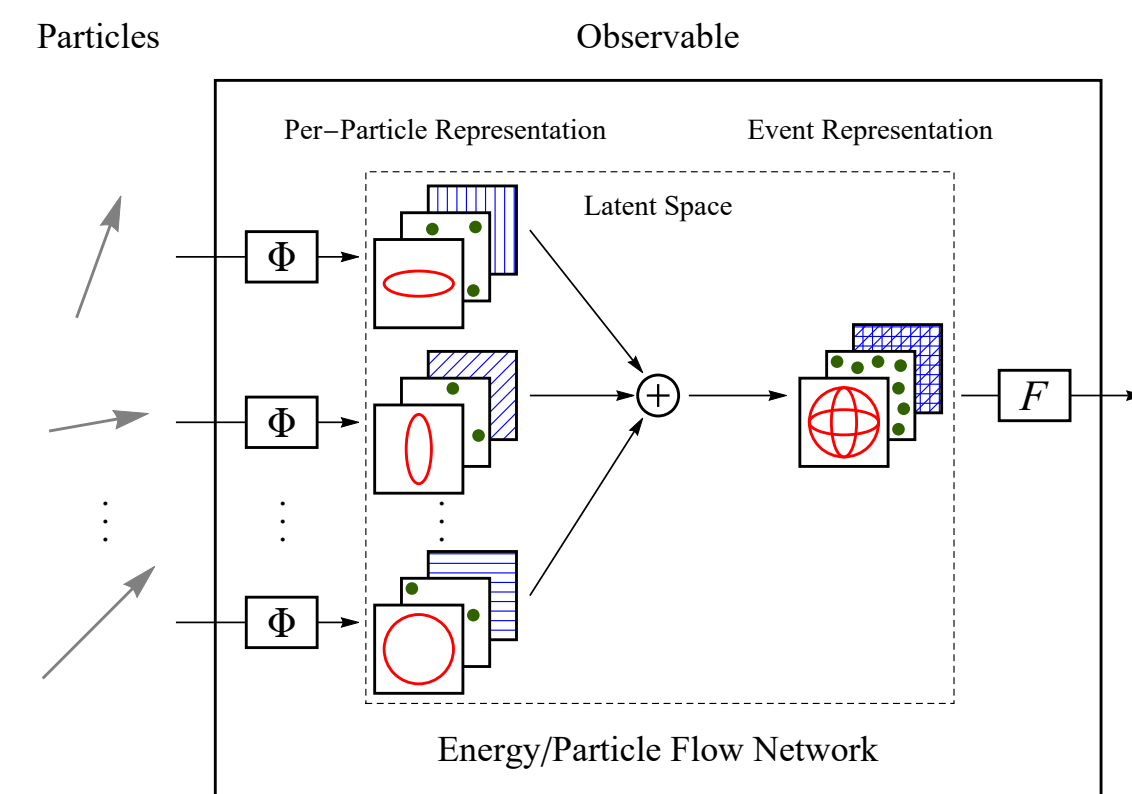 Particles
Observable
Per−Particle Representation
Event Representation
Latent Space
Φ
Φ
F
Φ
Energy/Particle Flow Network